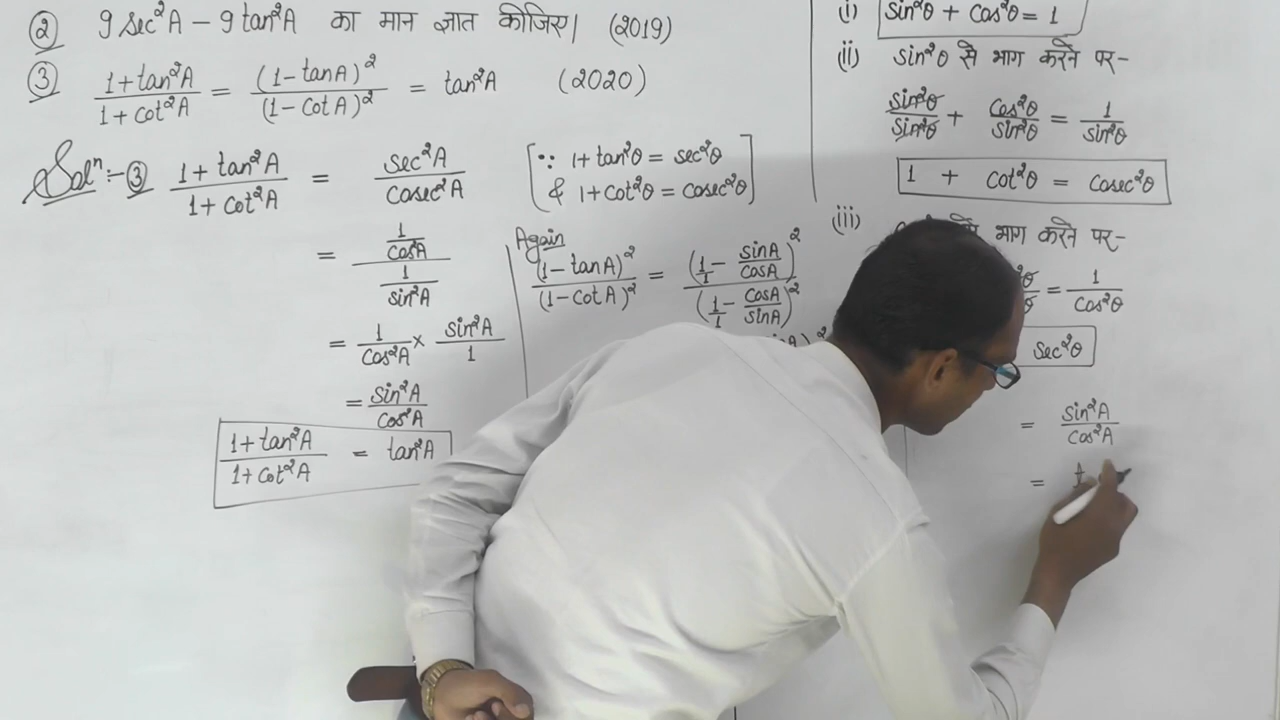 ② 9 sec²A − 9 tan²A का मान ज्ञात कीजिए। (2019)
③ (1+tan²A)/(1+cot²A) = (1−tanA)²/(1−cotA)² = tan²A (2020)
Solⁿ:-③ (1+tan²A)/(1+cot²A) = sec²A/cosec²A [∵ 1+tan²θ = sec²θ
& 1+cot²θ = cosec²θ]
= (1/cos²A)/(1/sin²A)
= 1/cos²A × sin²A/1
= sin²A/cos²A
(1+tan²A)/(1+cot²A) = tan²A
Again
(1−tanA)²/(1−cotA)² = (1/1 − sinA/cosA)²/(1/1 − cosA/sinA)²
(i) sin²θ + cos²θ = 1
(ii) sin²θ से भाग करने पर-
sin²θ/sin²θ + cos²θ/sin²θ = 1/sin²θ
1 + cot²θ = cosec²θ
(iii) भाग करने पर-
= 1/cos²θ
sec²θ
= sin²A/cos²A
=